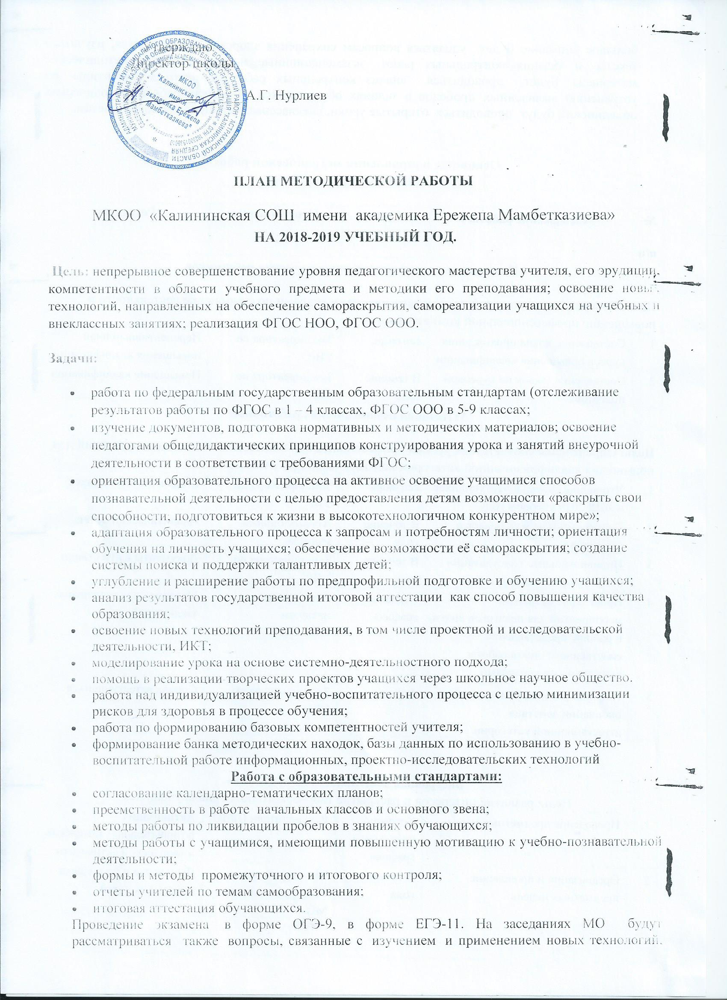 Утверждаю
Директор школы
А.Г. Нурлиев
МКОО
"Калининская СОШ
имени
академика Ережепа
Мамбетказиева"
ПЛАН МЕТОДИЧЕСКОЙ РАБОТЫ
МКОО «Калининская СОШ имени академика Ережепа Мамбетказиева»
НА 2018-2019 УЧЕБНЫЙ ГОД.
Цель: непрерывное совершенствование уровня педагогического мастерства учителя, его эрудиции,
компетентности в области учебного предмета и методики его преподавания; освоение новых
технологий, направленных на обеспечение самораскрытия, самореализации учащихся на учебных и
внеклассных занятиях; реализация ФГОС НОО, ФГОС ООО.
Задачи:
• работа по федеральным государственным образовательным стандартам (отслеживание
результатов работы по ФГОС в 1 – 4 классах, ФГОС ООО в 5-9 классах;
• изучение документов, подготовка нормативных и методических материалов; освоение
педагогами общедидактических принципов конструирования урока и занятий внеурочной
деятельности в соответствии с требованиями ФГОС;
• ориентация образовательного процесса на активное освоение учащимися способов
познавательной деятельности с целью предоставления детям возможности «раскрыть свои
способности, подготовиться к жизни в высокотехнологичном конкурентном мире»;
• адаптация образовательного процесса к запросам и потребностям личности; ориентация
обучения на личность учащихся; обеспечение возможности её самораскрытия; создание
системы поиска и поддержки талантливых детей;
• углубление и расширение работы по предпрофильной подготовке и обучению учащихся;
• анализ результатов государственной итоговой аттестации как способ повышения качества
образования;
• освоение новых технологий преподавания, в том числе проектной и исследовательской
деятельности, ИКТ;
• моделирование урока на основе системно-деятельностного подхода;
• помощь в реализации творческих проектов учащихся через школьное научное общество.
• работа над индивидуализацией учебно-воспитательного процесса с целью минимизации
рисков для здоровья в процессе обучения;
• работа по формированию базовых компетентностей учителя;
• формирование банка методических находок, базы данных по использованию в учебно-
воспитательной работе информационных, проектно-исследовательских технологий
Работа с образовательными стандартами:
• согласование календарно-тематических планов;
• преемственность в работе начальных классов и основного звена;
• методы работы по ликвидации пробелов в знаниях обучающихся;
• методы работы с учащимися, имеющими повышенную мотивацию к учебно-познавательной
деятельности;
• формы и методы промежуточного и итогового контроля;
• отчеты учителей по темам самообразования;
• итоговая аттестация обучающихся.
Проведение экзамена в форме ОГЭ-9, в форме ЕГЭ-11. На заседаниях МО будут
рассматриваться также вопросы, связанные с изучением и применением новых технологий,